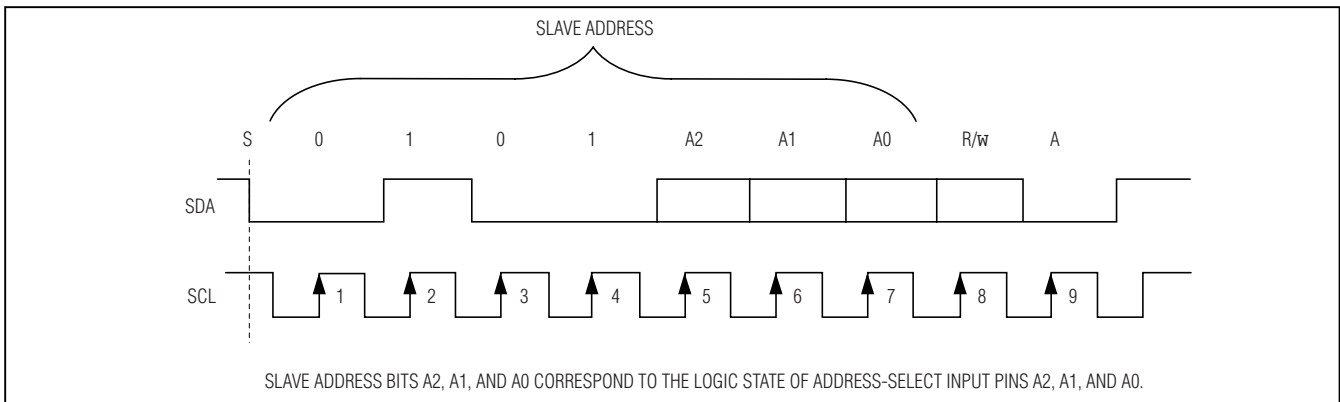 SLAVE ADDRESS
S 0 1 0 1 A2 A1 A0 R/W A
SDA
SCL 1 2 3 4 5 6 7 8 9
SLAVE ADDRESS BITS A2, A1, AND A0 CORRESPOND TO THE LOGIC STATE OF ADDRESS-SELECT INPUT PINS A2, A1, AND A0.